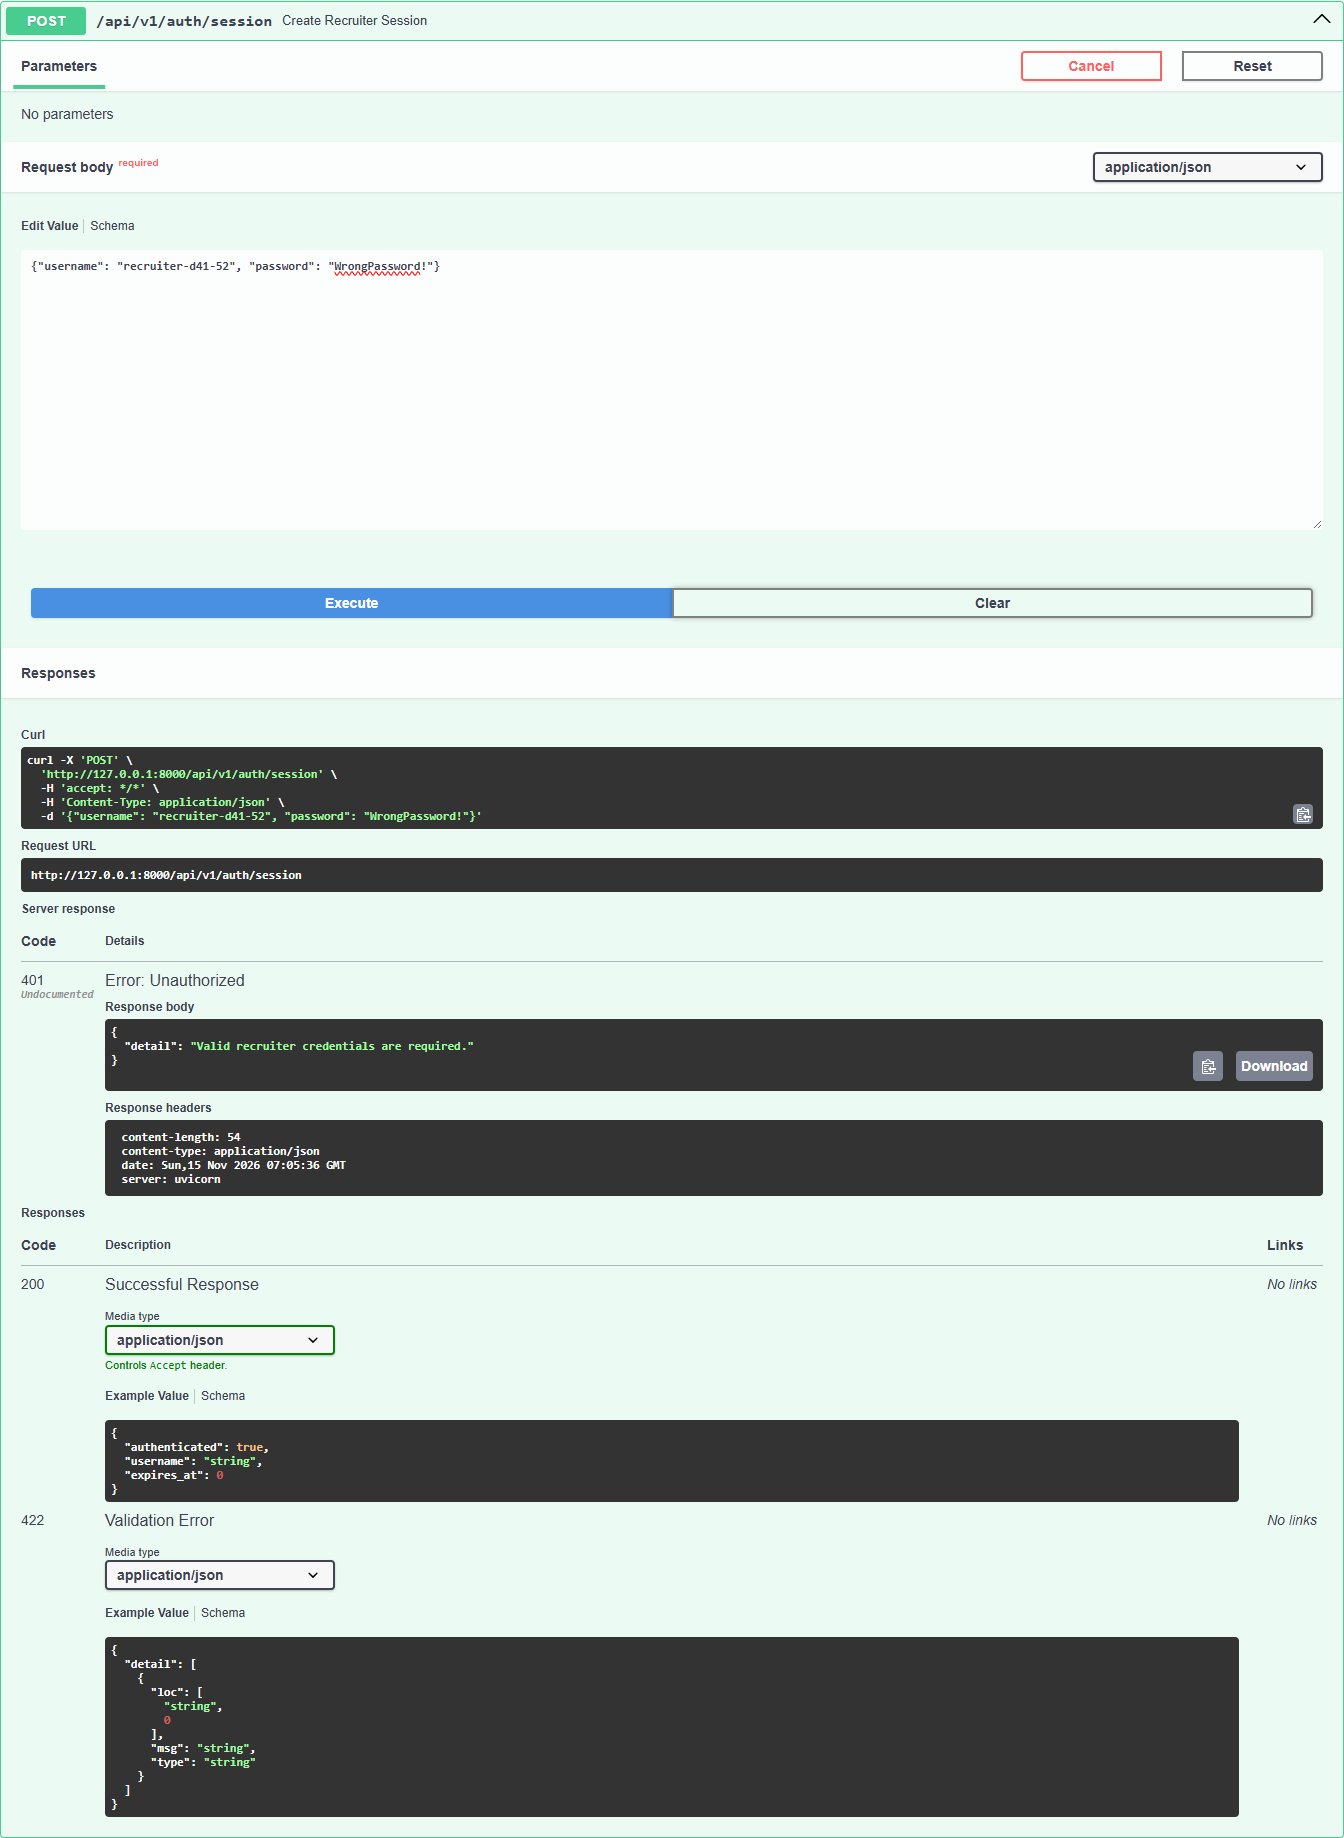 POST /api/v1/auth/session Create Recruiter Session
Parameters
Cancel
Reset
No parameters
Request body required
application/json
Edit Value
Schema
{"username": "recruiter-d41-52", "password": "WrongPassword!"}
Execute
Clear
Responses
Curl
curl -X 'POST' \
'http://127.0.0.1:8000/api/v1/auth/session' \
-H 'accept: */*' \
-H 'Content-Type: application/json' \
-d '{"username": "recruiter-d41-52", "password": "WrongPassword!"}'
Request URL
http://127.0.0.1:8000/api/v1/auth/session
Server response
Code Details
401 Error: Unauthorized
Undocumented
Response body
{
"detail": "Valid recruiter credentials are required."
}
Download
Response headers
content-length: 54
content-type: application/json
date: Sun,15 Nov 2026 07:05:36 GMT
server: uvicorn
Responses
Code Description Links
200 Successful Response No links
Media type
application/json
Controls Accept header.
Example Value
Schema
{
"authenticated": true,
"username": "string",
"expires_at": 0
}
422 Validation Error No links
Media type
application/json
Example Value
Schema
{
"detail": [
{
"loc": [
"string",
0
],
"msg": "string",
"type": "string"
}
]
}